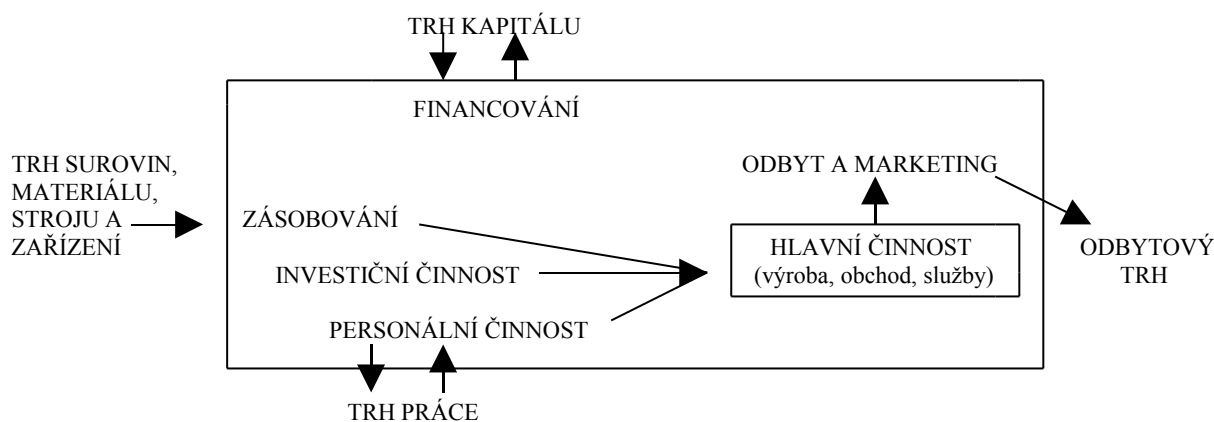 TRH KAPITÁLU
FINANCOVÁNÍ
TRH SUROVIN,
MATERIÁLU,
STROJU A
ZAŘÍZENÍ
ODBYT A MARKETING
ZÁSOBOVÁNÍ
HLAVNÍ ČINNOST
(výroba, obchod, služby)
ODBYTOVÝ
TRH
INVESTIČNÍ ČINNOST
PERSONÁLNÍ ČINNOST
TRH PRÁCE